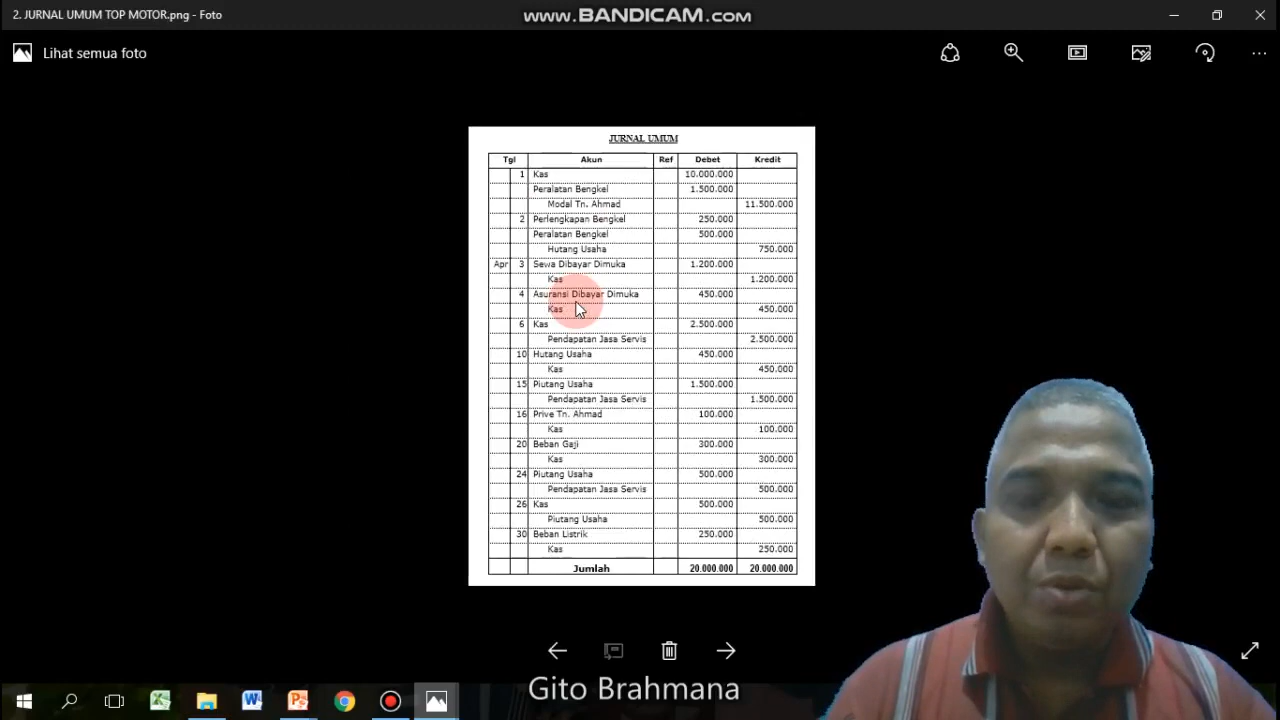 2. JURNAL UMUM TOP MOTOR.png - Foto
www.BANDICAM.com
Lihat semua foto
JURNAL UMUM
Tgl Akun Ref Debet Kredit
1 Kas 10.000.000
Peralatan Bengkel 1.500.000
Modal Tn. Ahmad 11.500.000
2 Perlengkapan Bengkel 250.000
Peralatan Bengkel 500.000
Hutang Usaha 750.000
Apr 3 Sewa Dibayar Dimuka 1.200.000
Kas 1.200.000
4 Asuransi Dibayar Dimuka 450.000
Kas 450.000
6 Kas 2.500.000
Pendapatan Jasa Servis 2.500.000
10 Hutang Usaha 450.000
Kas 450.000
15 Piutang Usaha 1.500.000
Pendapatan Jasa Servis 1.500.000
16 Prive Tn. Ahmad 100.000
Kas 100.000
20 Beban Gaji 300.000
Kas 300.000
24 Piutang Usaha 500.000
Pendapatan Jasa Servis 500.000
26 Kas 500.000
Piutang Usaha 500.000
30 Beban Listrik 250.000
Kas 250.000
Jumlah 20.000.000 20.000.000
Gito Brahmana